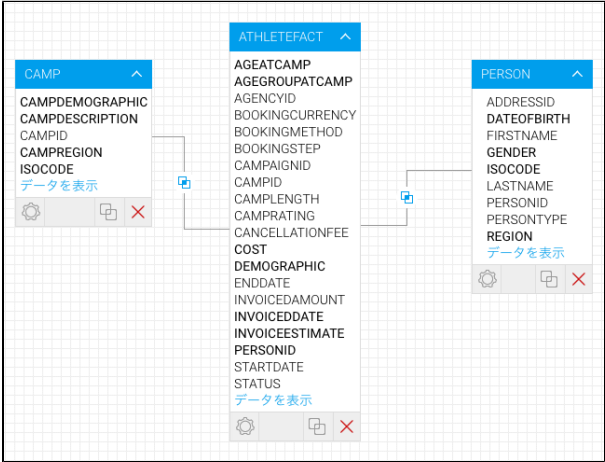 CAMP
CAMPDEMOGRAPHIC
CAMPDESCRIPTION
CAMPID
CAMPREGION
ISOCODE
データを表示
ATHLETEFACT
AGEATCAMP
AGEGROUPATCAMP
AGENCYID
BOOKINGCURRENCY
BOOKINGMETHOD
BOOKINGSTEP
CAMPAIGNID
CAMPID
CAMPLENGTH
CAMPRATING
CANCELLATIONFEE
COST
DEMOGRAPHIC
ENDDATE
INVOICEDAMOUNT
INVOICEDDATE
INVOICEESTIMATE
PERSONID
STARTDATE
STATUS
データを表示
PERSON
ADDRESSID
DATEOFBIRTH
FIRSTNAME
GENDER
ISOCODE
LASTNAME
PERSONID
PERSONTYPE
REGION
データを表示